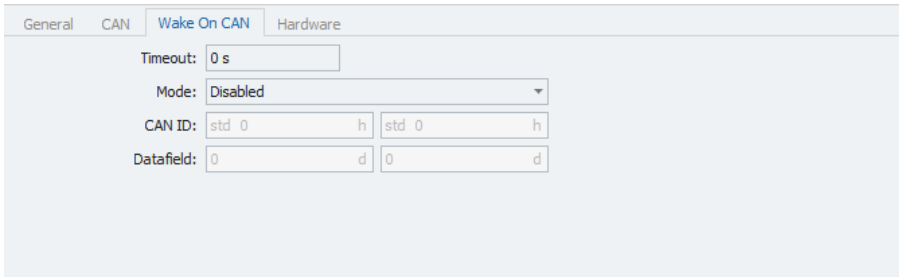 General CAN Wake On CAN Hardware
Timeout: 0 s
Mode: Disabled
CAN ID: std 0 h std 0 h
Datafield: 0 d 0 d